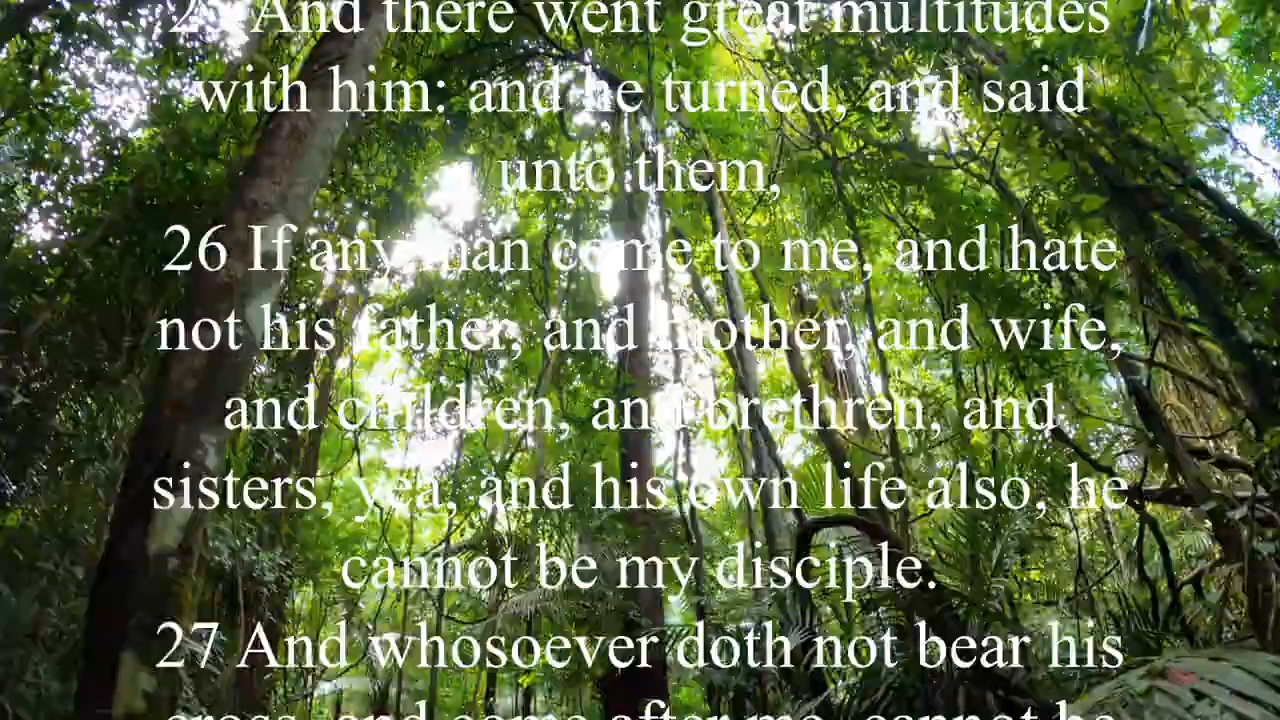 25 And there went great multitudes
with him: and he turned, and said
unto them,
26 If any man come to me, and hate
not his father, and mother, and wife,
and children, and brethren, and
sisters, yea, and his own life also, he
cannot be my disciple.
27 And whosoever doth not bear his
cross, and come after me, cannot be